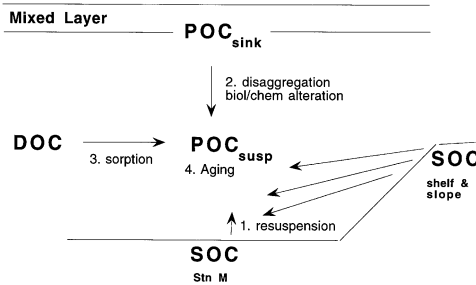 Mixed Layer
POCsink
2. disaggregation
biol/chem alteration
DOC
3. sorption
POCsusp
4. Aging
SOC
shelf &
slope
1. resuspension
SOC
Stn M